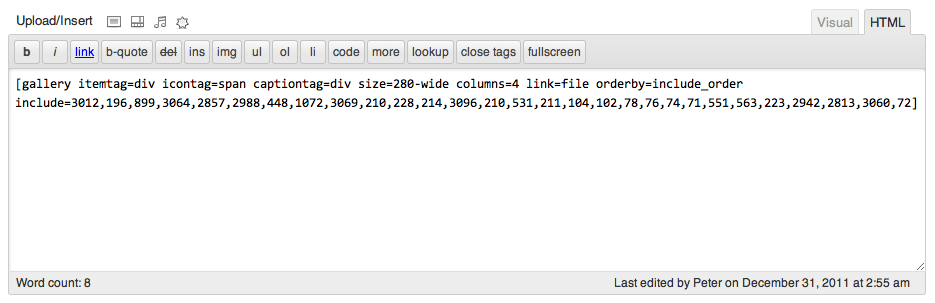 Upload/Insert Visual HTML
b i link b-quote del ins img ul ol li code more lookup close tags fullscreen
[gallery itemtag=div icontag=span captiontag=div size=280-wide columns=4 link=file orderby=include_order
include=3012,196,899,3064,2857,2988,448,1072,3069,210,228,214,3096,210,531,211,104,102,78,76,74,71,551,563,223,2942,2813,3060,72]
Word count: 8 Last edited by Peter on December 31, 2011 at 2:55 am